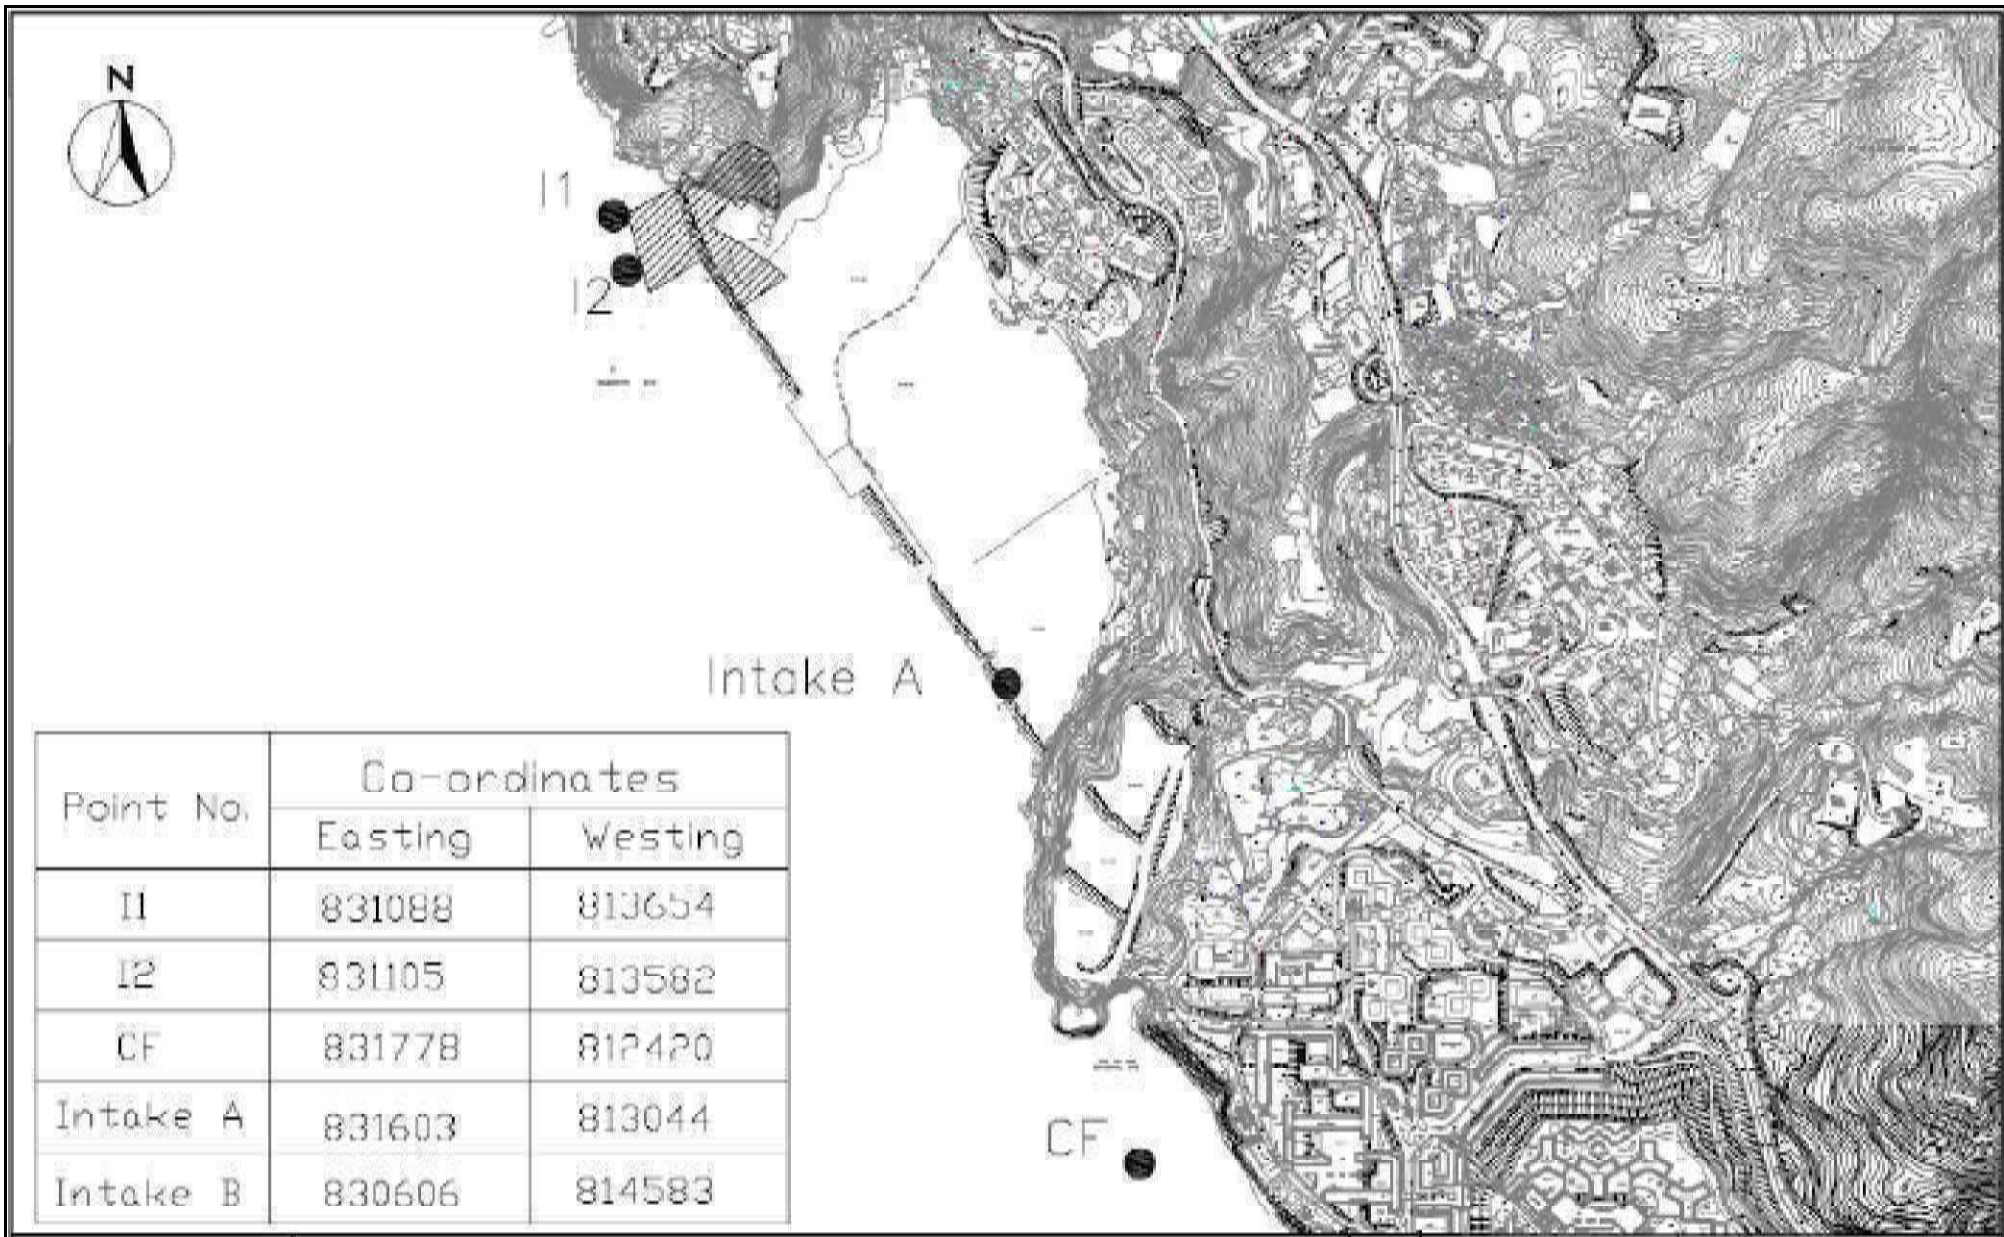 N
I1
I2
Intake A
Point No. Co-ordinates
Easting Westing
I1 831088 813654
I2 831105 813582
CF 831778 812420
Intake A 831603 813044
Intake B 830606 814583
CF